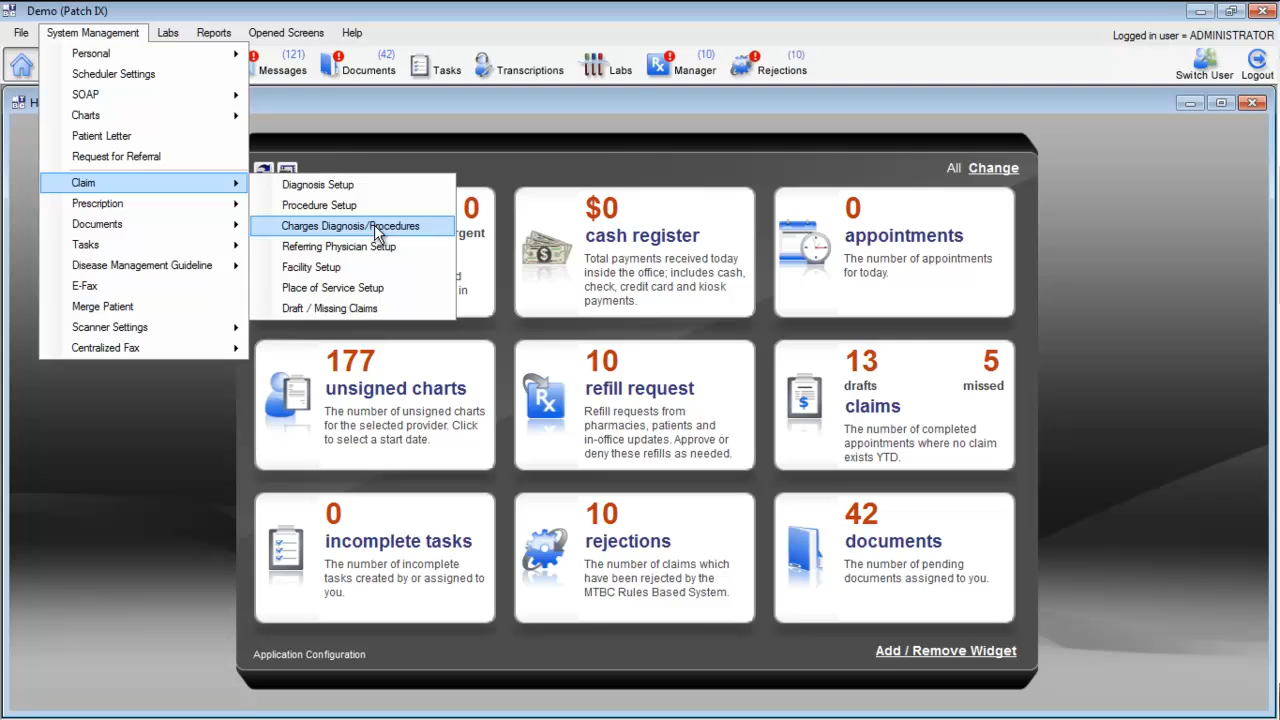 Demo (Patch IX)
File System Management Labs Reports Opened Screens Help
Logged in user = ADMINISTRATOR
(121) (42) (10) (10)
Messages Documents Tasks Transcriptions Labs Manager Rejections Switch User Logout
H
Personal
Scheduler Settings
SOAP
Charts
Patient Letter
Request for Referral
Claim
Prescription
Documents
Tasks
Disease Management Guideline
E-Fax
Merge Patient
Scanner Settings
Centralized Fax
Diagnosis Setup
Procedure Setup
Charges Diagnosis/Procedures
Referring Physician Setup
Facility Setup
Place of Service Setup
Draft / Missing Claims
All Change
0
$0
cash register
Total payments received today
inside the office; includes cash,
check, credit card and kiosk
payments.
0
appointments
The number of appointments
for today.
177
unsigned charts
The number of unsigned charts
for the selected provider. Click
to select a start date.
10
refill request
Refill requests from
pharmacies, patients and
in-office updates. Approve or
deny these refills as needed.
13 5
drafts missed
claims
The number of completed
appointments where no claim
exists YTD.
0
incomplete tasks
The number of incomplete
tasks created by or assigned to
you.
10
rejections
The number of claims which
have been rejected by the
MTBC Rules Based System.
42
documents
The number of pending
documents assigned to you.
Application Configuration
Add / Remove Widget